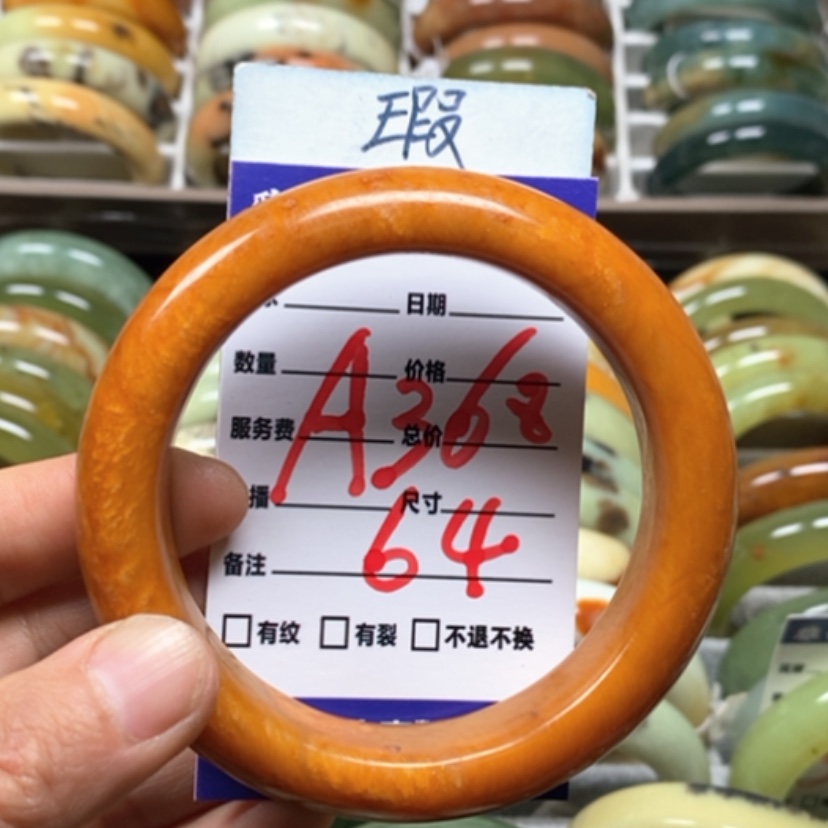 瑕
日期
数量 价格
服务费 总价
A368
播 尺寸
64
备注
□有纹 □有裂 □不退不换